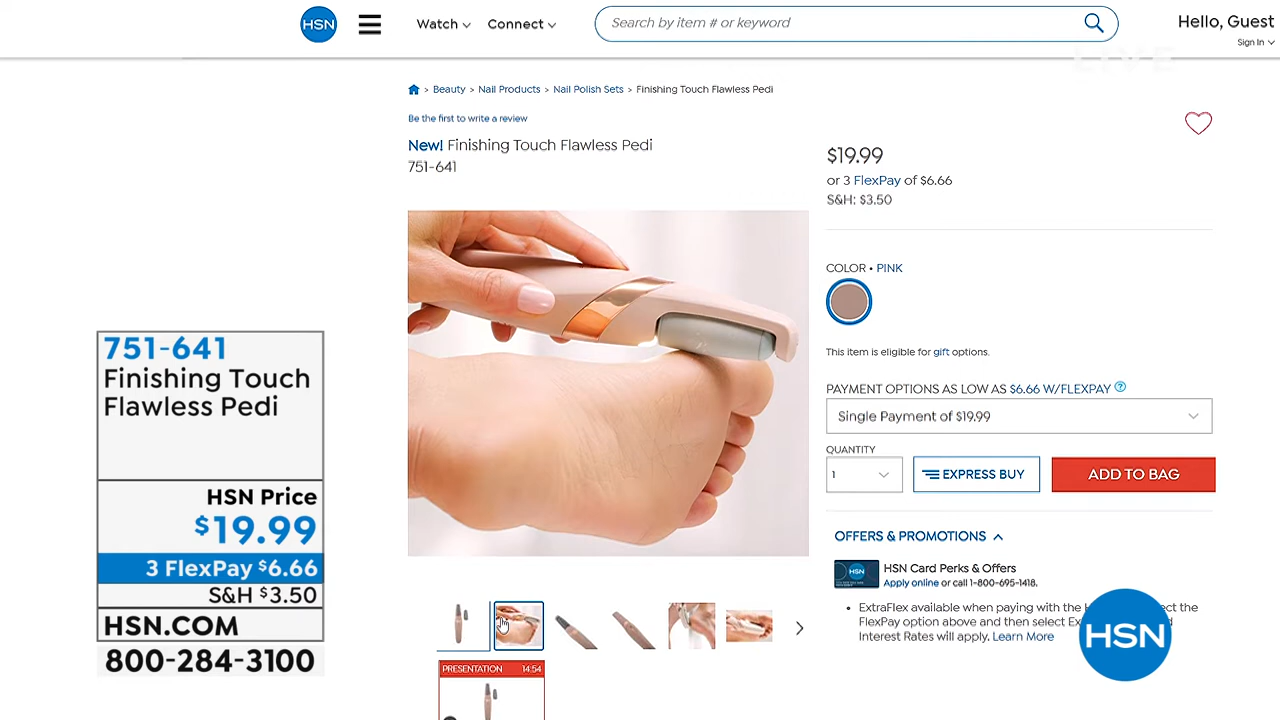 HSN
Watch
Connect
Search by item # or keyword
Hello, Guest
Sign In
LIVE
> Beauty > Nail Products > Nail Polish Sets > Finishing Touch Flawless Pedi
Be the first to write a review
New! Finishing Touch Flawless Pedi
751-641
$19.99
or 3 FlexPay of $6.66
S&H: $3.50
COLOR • PINK
This item is eligible for gift options.
PAYMENT OPTIONS AS LOW AS $6.66 W/FLEXPAY ?
Single Payment of $19.99
QUANTITY
1
EXPRESS BUY
ADD TO BAG
OFFERS & PROMOTIONS
HSN
HSN Card Perks & Offers
Apply online or call 1-800-695-1418.
• ExtraFlex available when paying with the
ct the
FlexPay option above and then select
Interest Rates will apply. Learn More
HSN
751-641
Finishing Touch
Flawless Pedi
HSN Price
$19.99
3 FlexPay $6.66
S&H $3.50
HSN.COM
800-284-3100
PRESENTATION 14:54